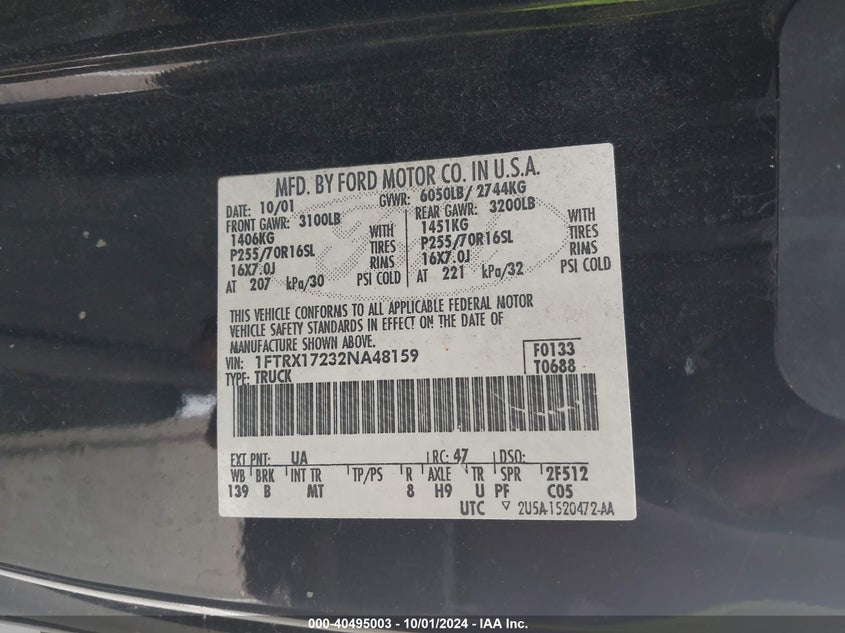 MFD. BY FORD MOTOR CO. IN U.S.A.
DATE: 10/01 GVWR: 6050LB/ 2744KG
FRONT GAWR: 3100LB REAR GAWR: 3200LB
1406KG WITH 1451KG WITH
P255/70R16SL TIRES P255/70R16SL TIRES
16X7.0J RIMS 16X7.0J RIMS
AT 207 kPa/30 PSI COLD AT 221 kPa/32 PSI COLD
THIS VEHICLE CONFORMS TO ALL APPLICABLE FEDERAL MOTOR
VEHICLE SAFETY STANDARDS IN EFFECT ON THE DATE OF
MANUFACTURE SHOWN ABOVE.
VIN: 1FTRX17232NA48159 F0133
TYPE: TRUCK T0688
EXT PNT: UA RC: 47 DSO:
WB BRK INT TR TP/PS R AXLE TR SPR 2F512
139 B MT 8 H9 U PF C05
UTC ▽ 2U5A-1S20472-AA
000-40495003 - 10/01/2024 - IAA Inc.